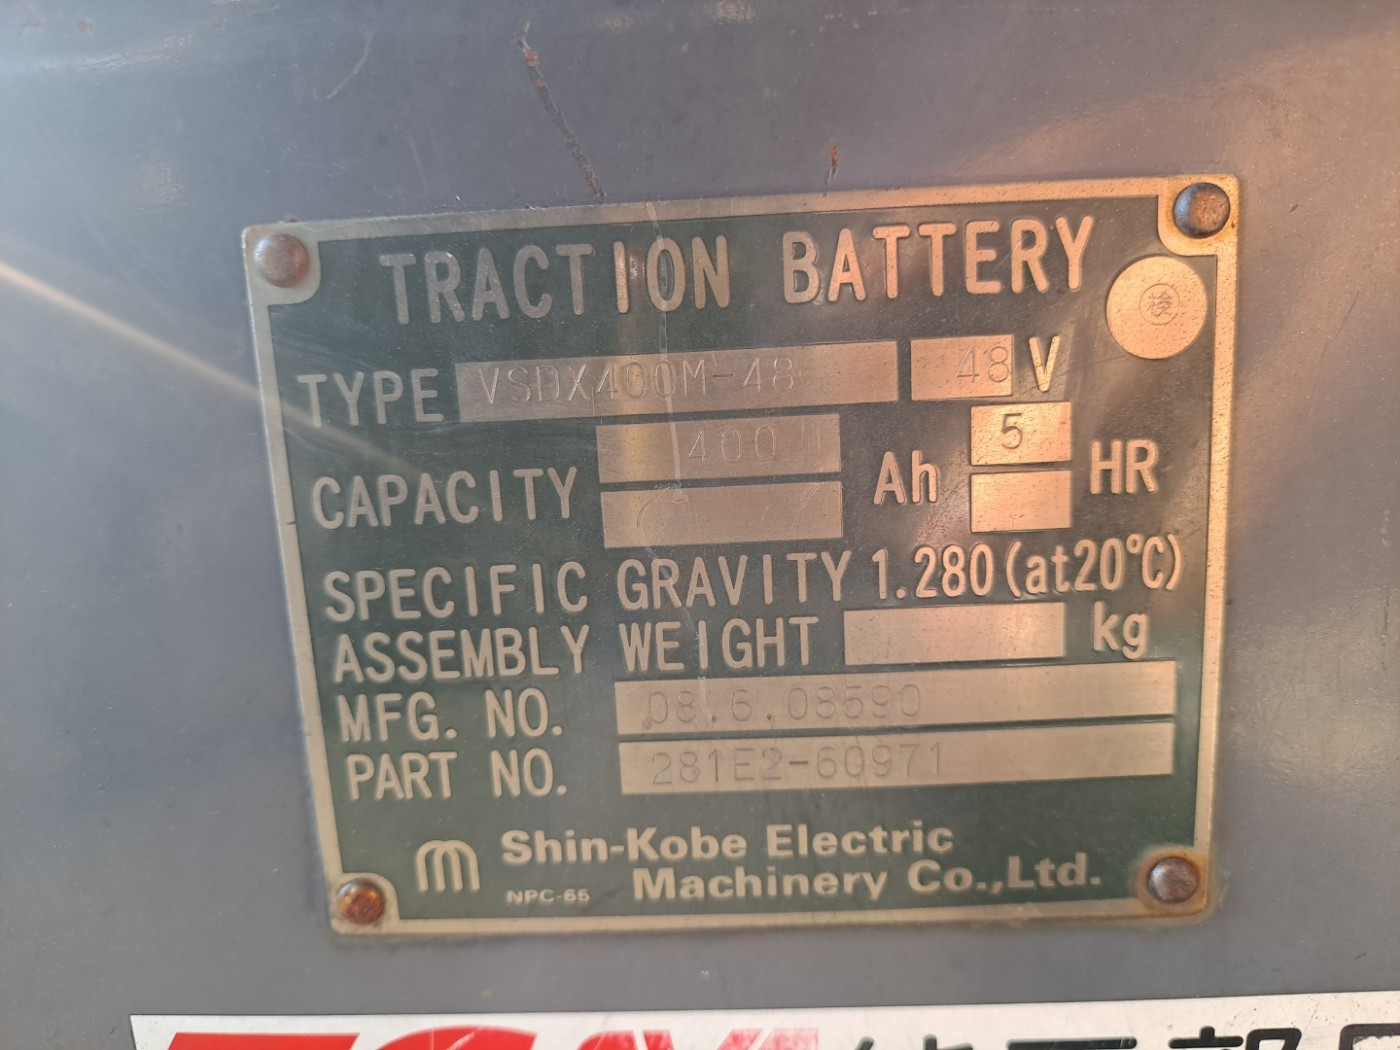 TRACTION BATTERY
検
TYPE VSDX400M-48 48 V
CAPACITY 400 Ah 5 HR
SPECIFIC GRAVITY 1.280 (at20℃)
ASSEMBLY WEIGHT kg
MFG. NO. 08.6.08590
PART NO. 281E2-60971
Shin-Kobe Electric
NPC-65 Machinery Co.,Ltd.